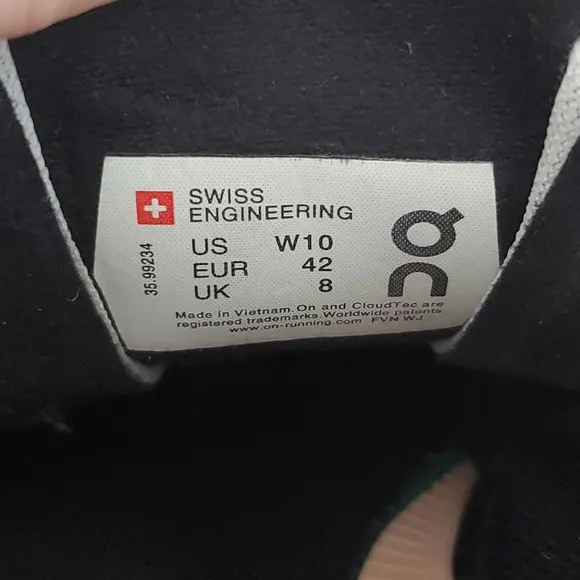 SWISS
ENGINEERING
US W10
EUR 42
UK 8
35.99234
Made in Vietnam.On and CloudTec are
registered trademarks.Worldwide patents.
www.on-running.com FVN WJ